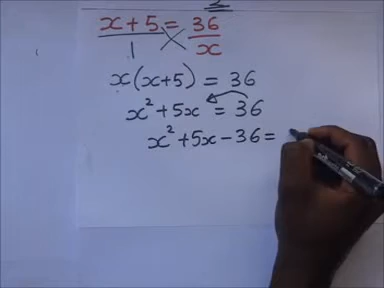 x + 5 = 36
1 x
x(x+5) = 36
x² + 5x = 36
x² + 5x - 36 =